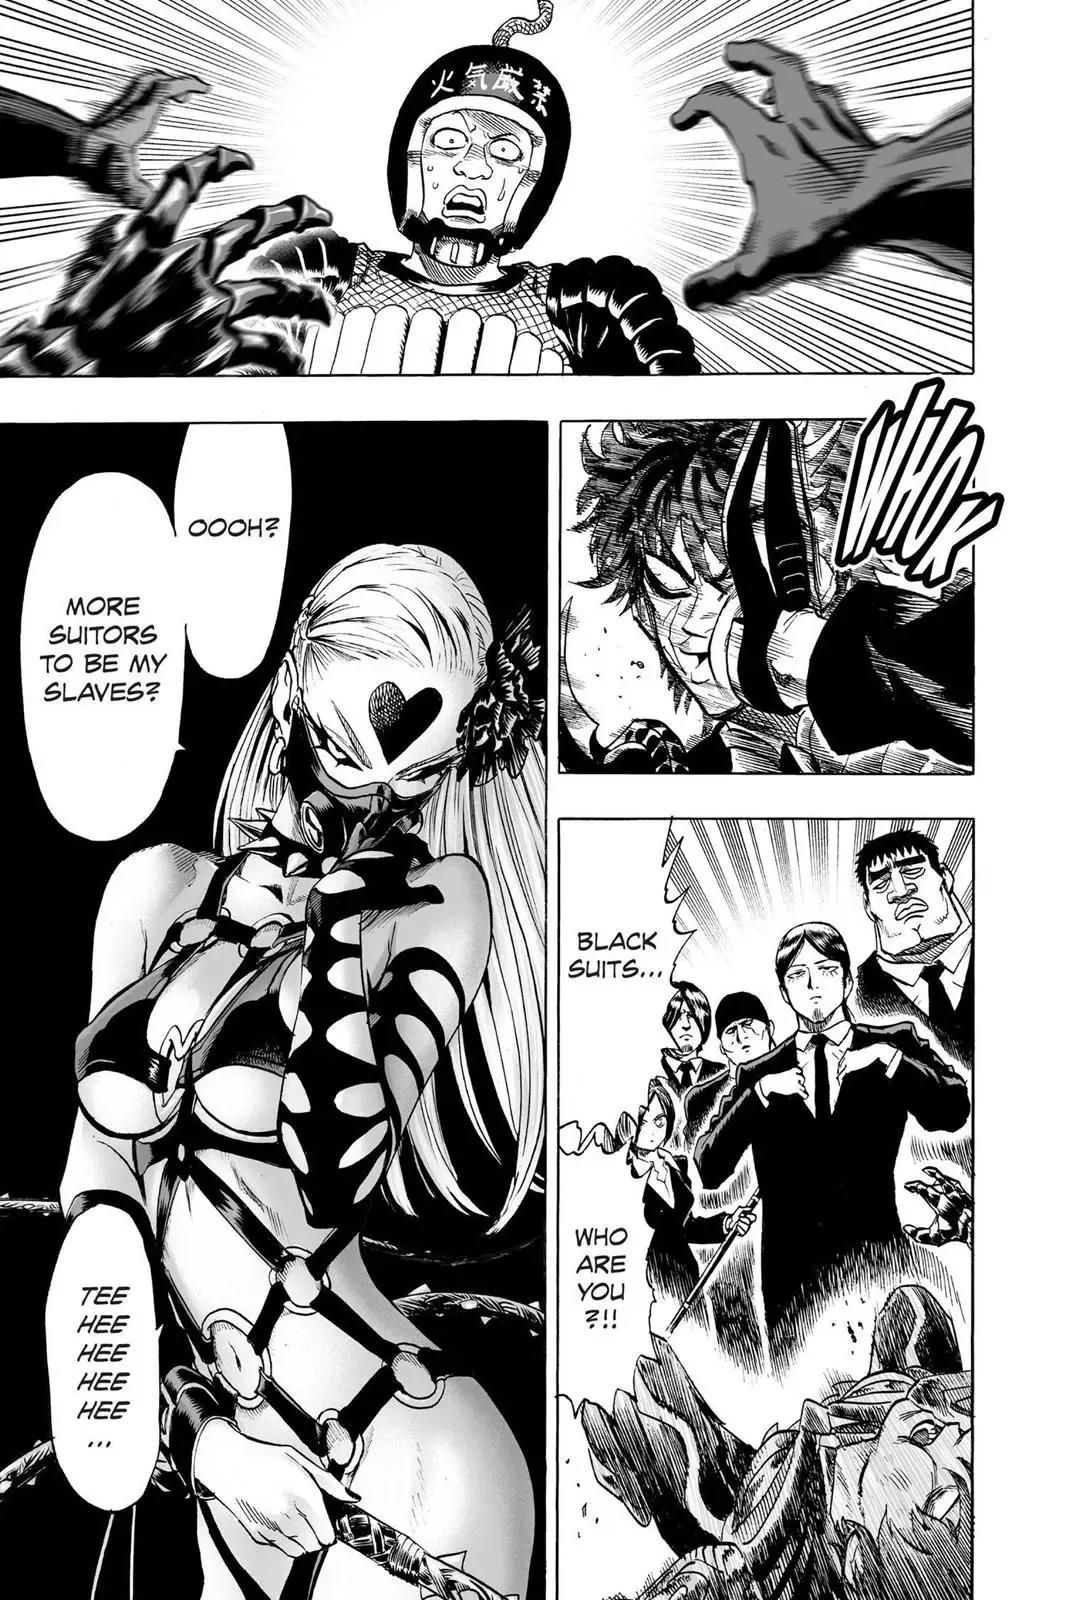 火気厳禁
WHOK
BLACK
SUITS...
WHO
ARE
YOU
?!!
OOOH?
MORE
SUITORS
TO BE MY
SLAVES?
TEE
HEE
HEE
HEE
HEE
...